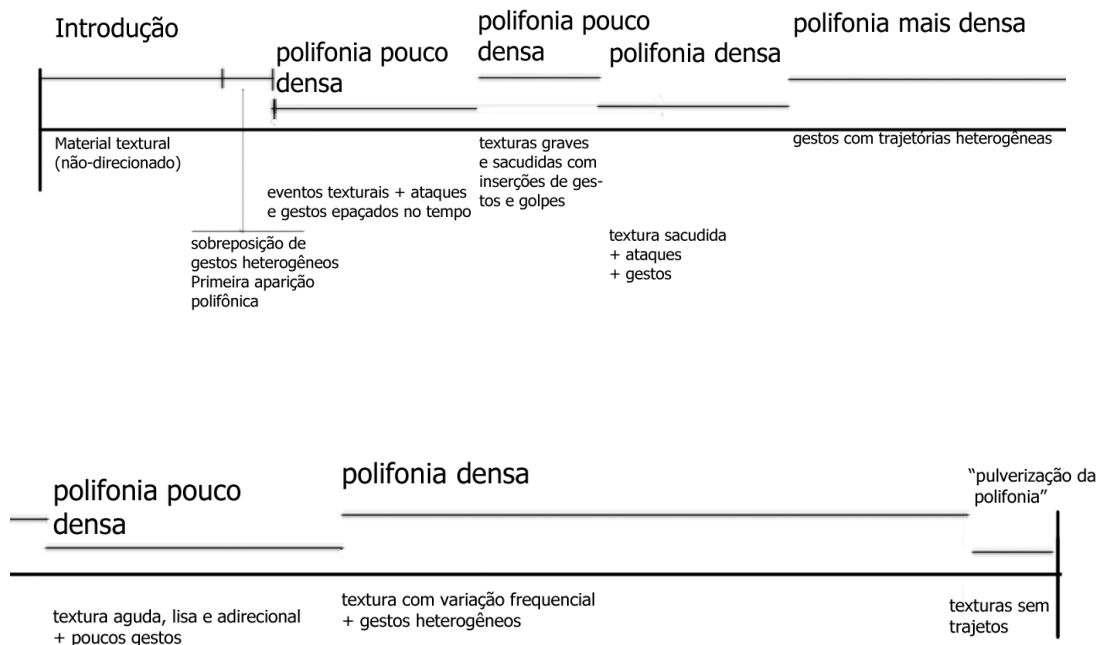 Introdução
polifonia pouco
densa
polifonia pouco
densa
polifonia densa
polifonia mais densa
Material textural
(não-direcionado)
sobreposição de
gestos heterogêneos
Primeira aparição
polifônica
eventos texturais + ataques
e gestos epaçados no tempo
texturas graves
e sacudidas com
inserções de ges-
tos e golpes
textura sacudida
+ ataques
+ gestos
gestos com trajetórias heterogêneas
polifonia pouco
densa
polifonia densa
“pulverização da
polifonia”
textura aguda, lisa e adirecional
+ poucos gestos
textura com variação frequencial
+ gestos heterogêneos
texturas sem
trajetos